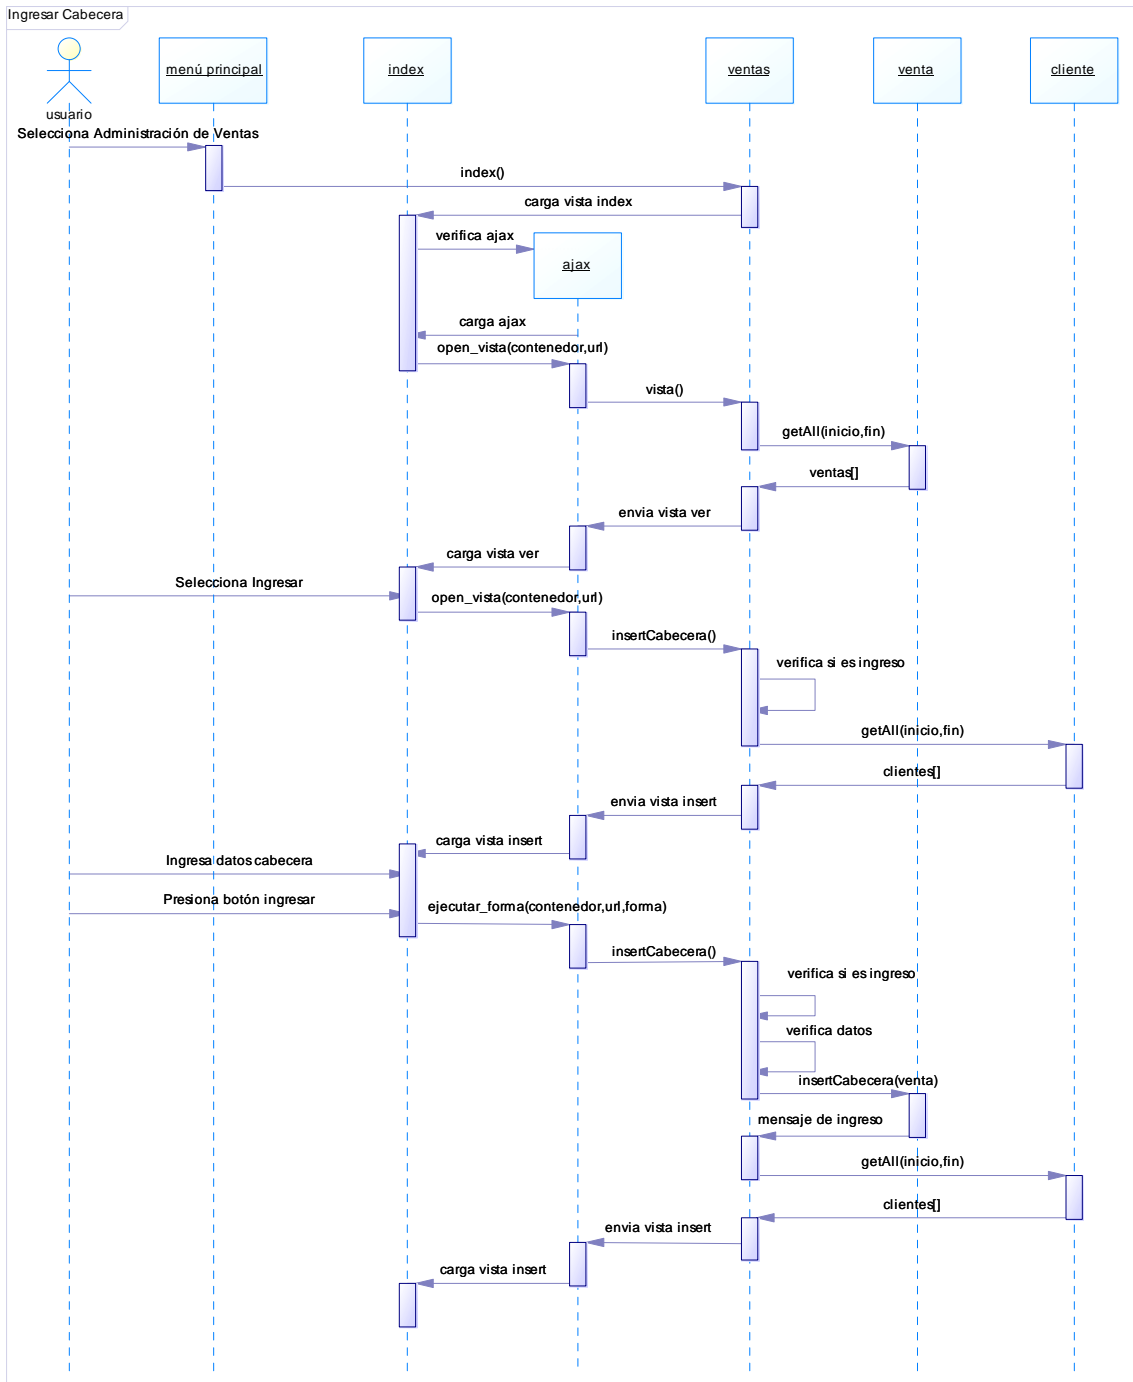 Ingresar Cabecera
usuario
menú principal
index
ventas
venta
cliente
Selecciona Administración de Ventas
index()
carga vista index
verifica ajax
ajax
carga ajax
open_vista(contenedor,url)
vista()
getAll(inicio,fin)
ventas[]
envia vista ver
carga vista ver
Selecciona Ingresar
open_vista(contenedor,url)
insertCabecera()
verifica si es ingreso
getAll(inicio,fin)
clientes[]
envia vista insert
carga vista insert
Ingresa datos cabecera
Presiona botón ingresar
ejecutar_forma(contenedor,url,forma)
insertCabecera()
verifica si es ingreso
verifica datos
insertCabecera(venta)
mensaje de ingreso
getAll(inicio,fin)
clientes[]
envia vista insert
carga vista insert